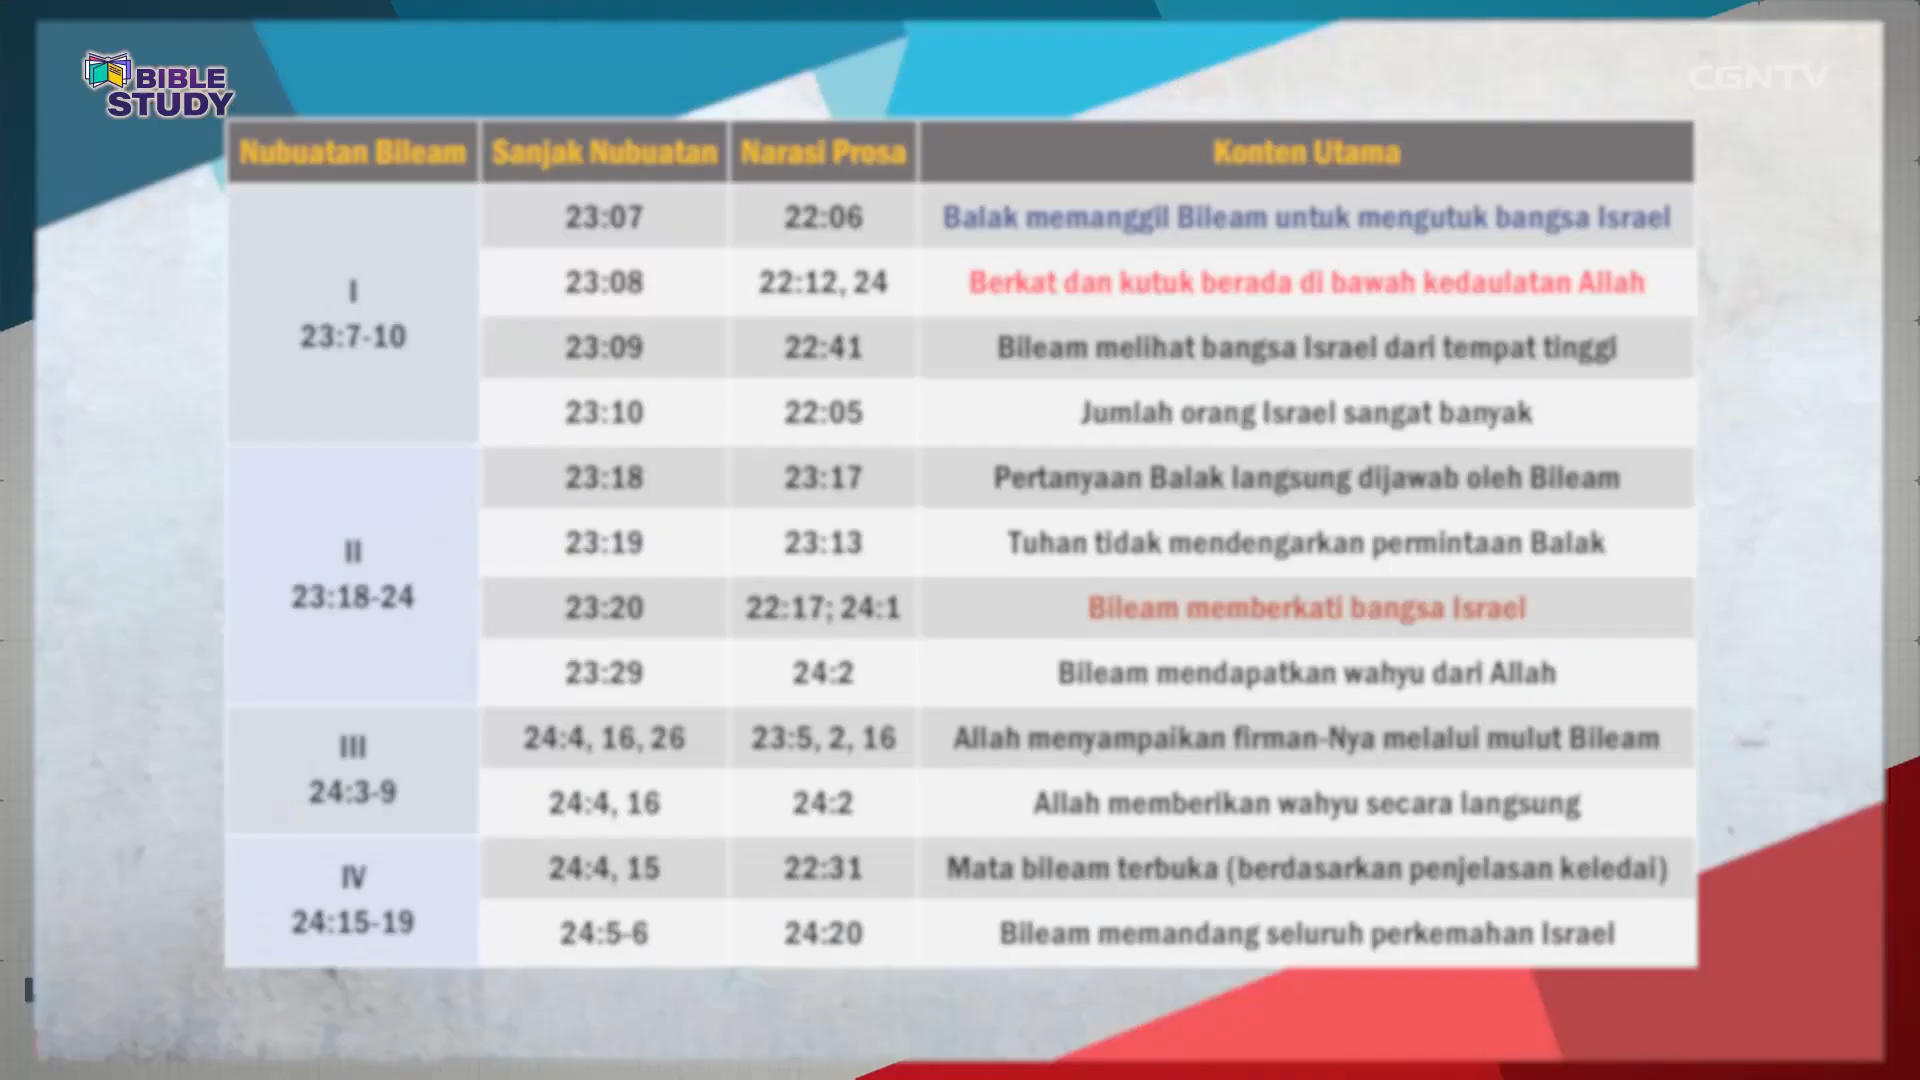 BIBLE
STUDY
CGNTV
Nubuatan Bileam Sanjak Nubuatan Narasi Prosa Konten Utama
I
23:7-10
23:07 22:06 Balak memanggil Bileam untuk mengutuk bangsa Israel
23:08 22:12, 24 Berkat dan kutuk berada di bawah kedaulatan Allah
23:09 22:41 Bileam melihat bangsa Israel dari tempat tinggi
23:10 22:05 Jumlah orang Israel sangat banyak
II
23:18-24
23:18 23:17 Pertanyaan Balak langsung dijawab oleh Bileam
23:19 23:13 Tuhan tidak mendengarkan permintaan Balak
23:20 22:17; 24:1 Bileam memberkati bangsa Israel
23:29 24:2 Bileam mendapatkan wahyu dari Allah
III
24:3-9
24:4, 16, 26 23:5, 2, 16 Allah menyampaikan firman-Nya melalui mulut Bileam
24:4, 16 24:2 Allah memberikan wahyu secara langsung
IV
24:15-19
24:4, 15 22:31 Mata bileam terbuka (berdasarkan penjelasan keledai)
24:5-6 24:20 Bileam memandang seluruh perkemahan Israel